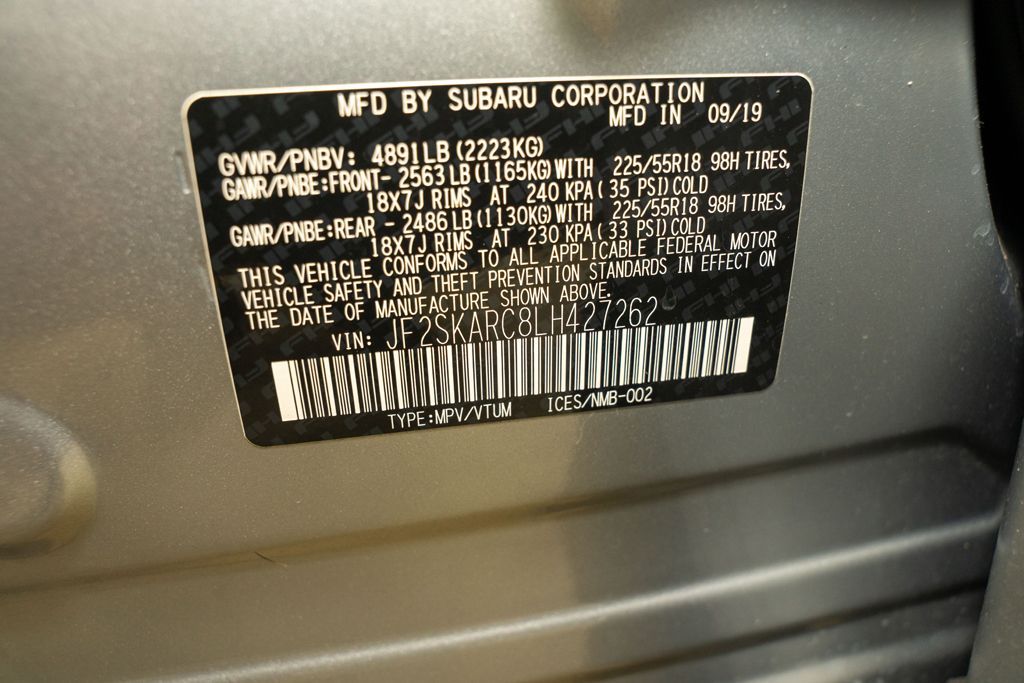 MFD BY SUBARU CORPORATION
MFD IN 09/19
GVWR/PNBV: 4891LB (2223KG)
GAWR/PNBE:FRONT- 2563LB(1165KG)WITH 225/55R18 98H TIRES,
18X7J RIMS AT 240 KPA( 35 PSI)COLD
GAWR/PNBE:REAR - 2486LB(1130KG)WITH 225/55R18 98H TIRES,
18X7J RIMS AT 230 KPA( 33 PSI)COLD
THIS VEHICLE CONFORMS TO ALL APPLICABLE FEDERAL MOTOR
VEHICLE SAFETY AND THEFT PREVENTION STANDARDS IN EFFECT ON
THE DATE OF MANUFACTURE SHOWN ABOVE.
VIN: JF2SKARC8LH427262
TYPE:MPV/VTUM ICES/NMB-002